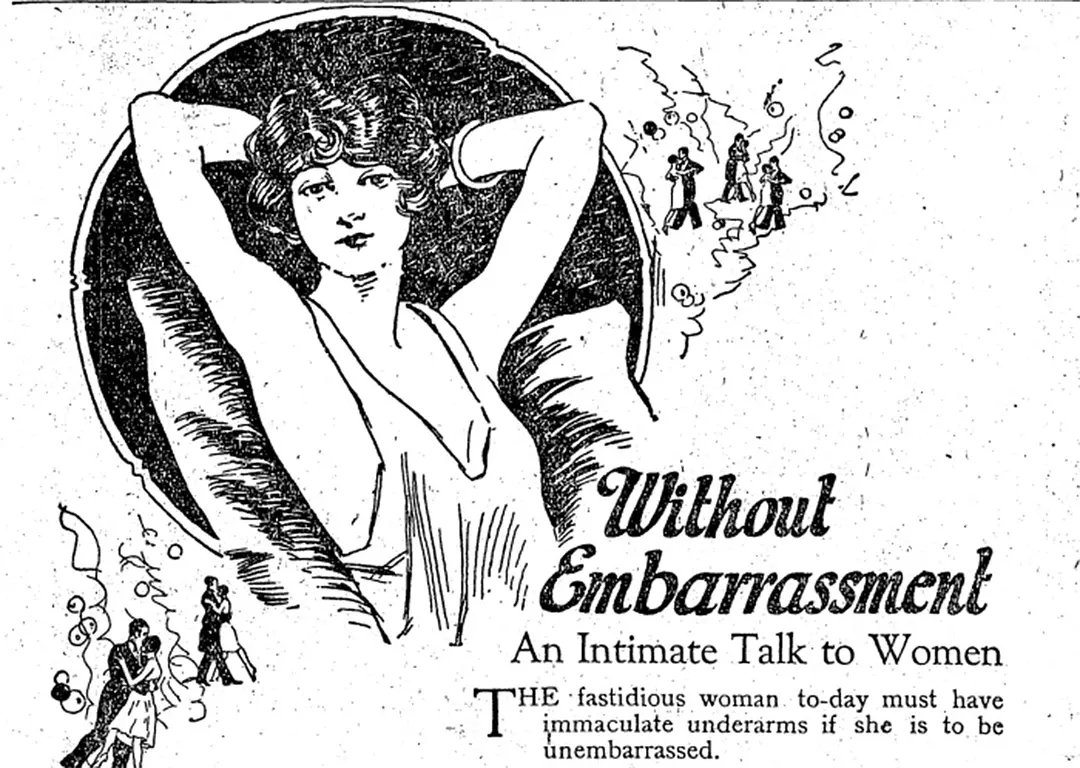 Without
Embarrassment
An Intimate Talk to Women
THE fastidious woman to-day must have
immaculate underarms if she is to be
unembarrassed.